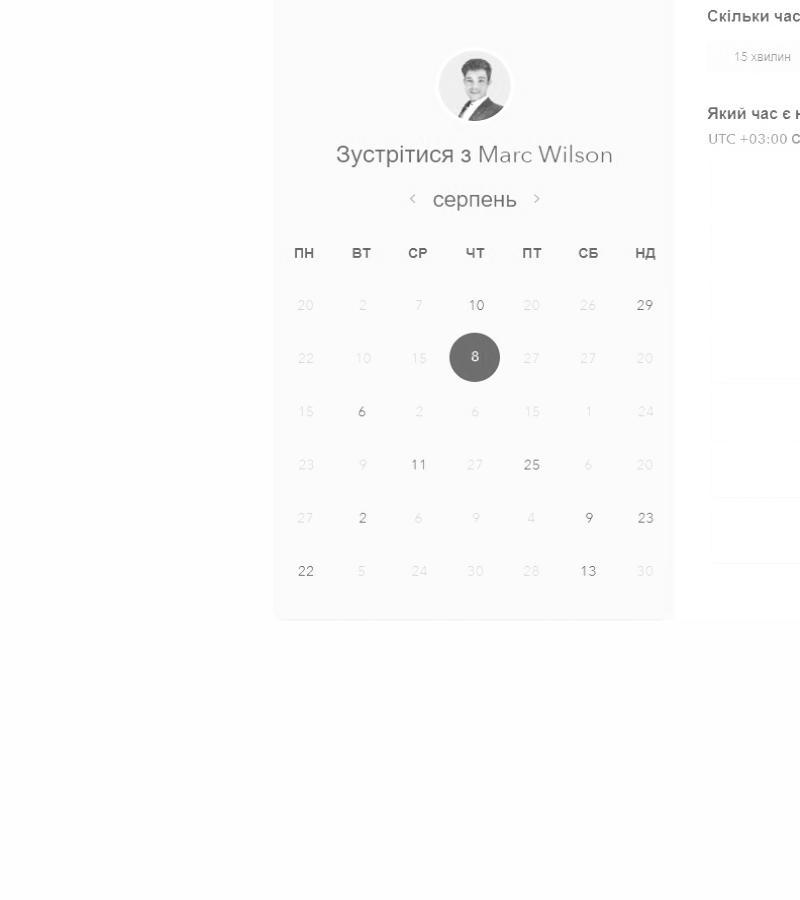 Скільки час
15 хвилин
Який час є н
UTC +03:00 С
Зустрітися з Marc Wilson
‹ серпень ›
ПН ВТ СР ЧТ ПТ СБ НД
20 2 7 10 20 26 29
22 10 15 8 27 27 20
15 6 2 6 15 1 24
23 9 11 27 25 6 20
27 2 6 9 4 9 23
22 5 24 30 28 13 30